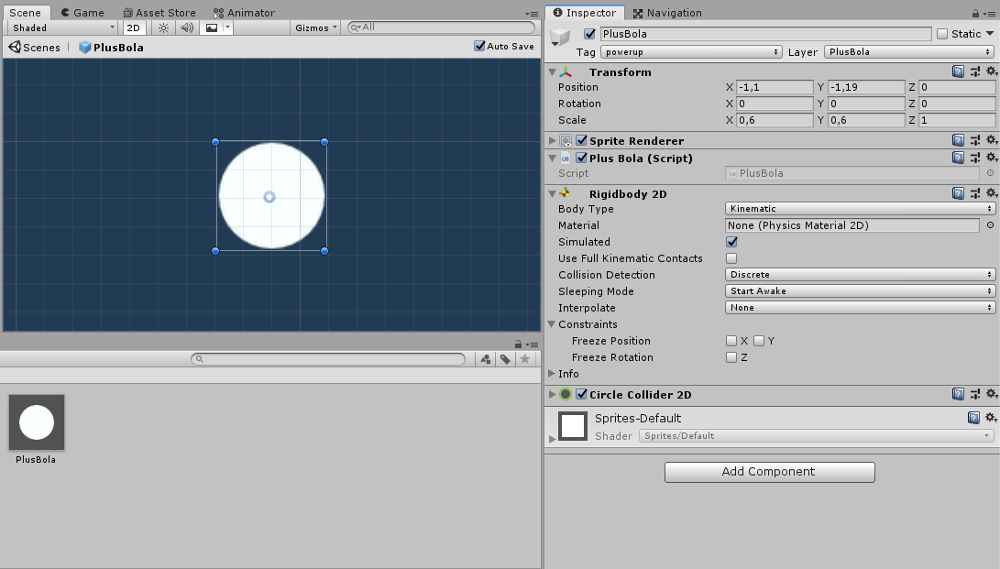 Scene Game Asset Store Animator
Shaded 2D Gizmos All
Scenes PlusBola Auto Save
PlusBola
Inspector Navigation
PlusBola Static
Tag powerup Layer PlusBola
Transform
Position X -1,1 Y -1,19 Z 0
Rotation X 0 Y 0 Z 0
Scale X 0,6 Y 0,6 Z 1
Sprite Renderer
c# Plus Bola (Script)
Script PlusBola
Rigidbody 2D
Body Type Kinematic
Material None (Physics Material 2D)
Simulated
Use Full Kinematic Contacts
Collision Detection Discrete
Sleeping Mode Start Awake
Interpolate None
Constraints
Freeze Position X Y
Freeze Rotation Z
Info
Circle Collider 2D
Sprites-Default
Shader Sprites/Default
Add Component